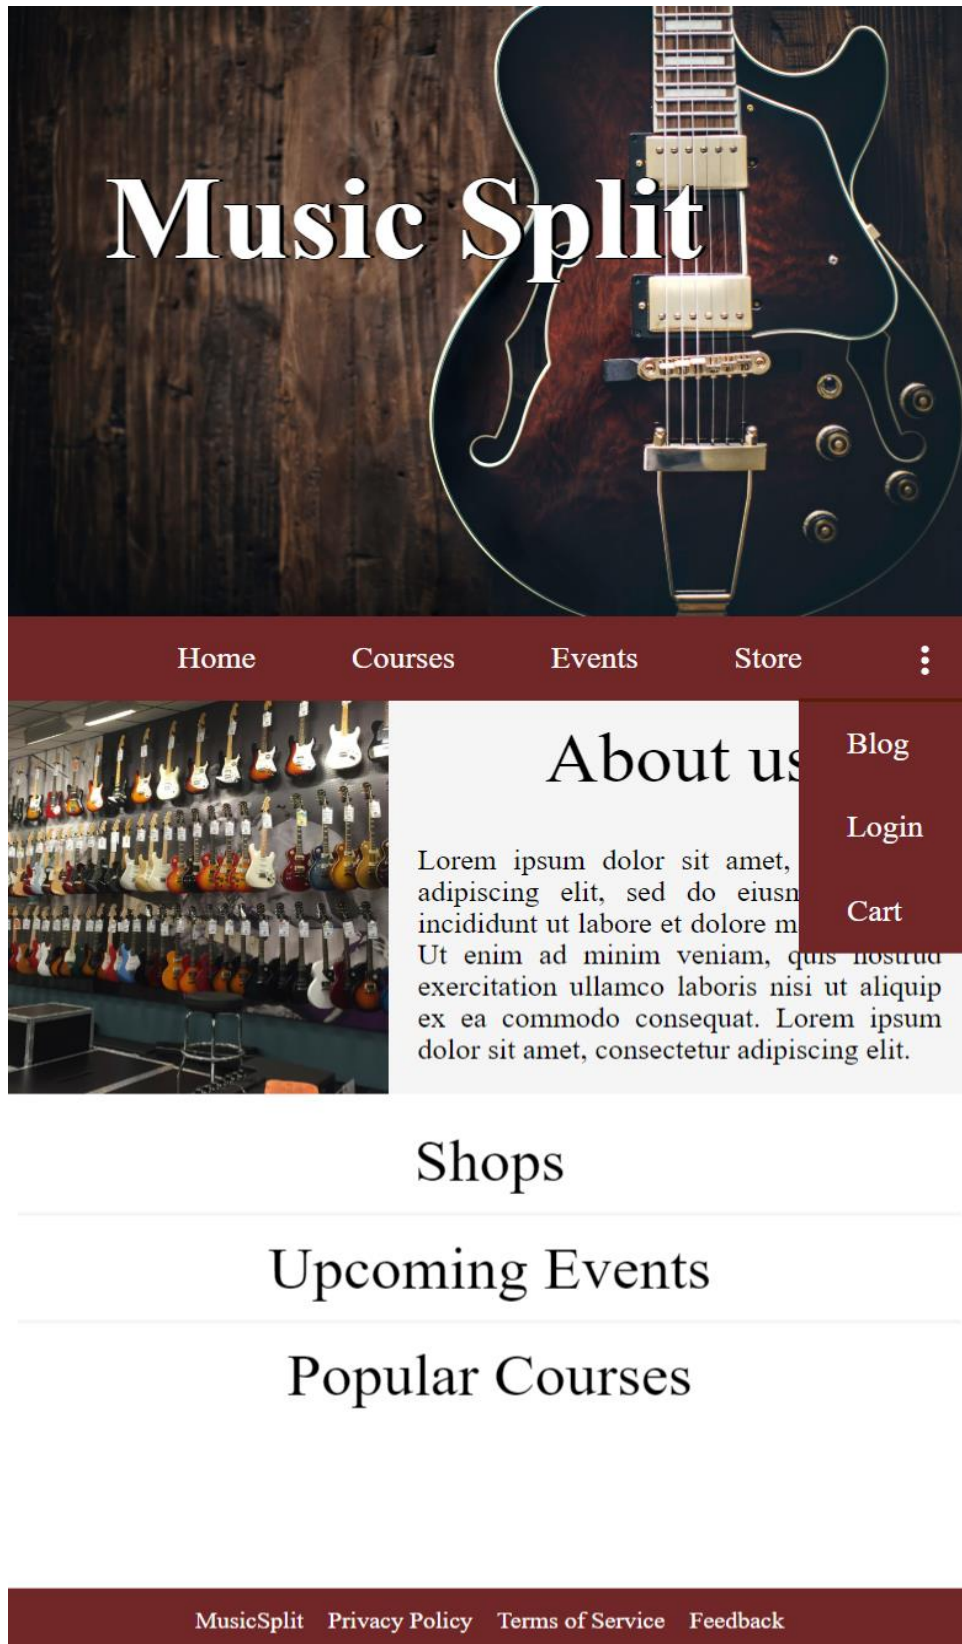 Music Split
Home Courses Events Store
Blog
Login
Cart
About us
Lorem ipsum dolor sit amet,
adipiscing elit, sed do
incididunt ut labore et dolore
Ut enim ad minim veniam, quis nostrud
exercitation ullamco laboris nisi ut aliquip
ex ea commodo consequat. Lorem ipsum
dolor sit amet, consectetur adipiscing elit.
Shops
Upcoming Events
Popular Courses
MusicSplit Privacy Policy Terms of Service Feedback